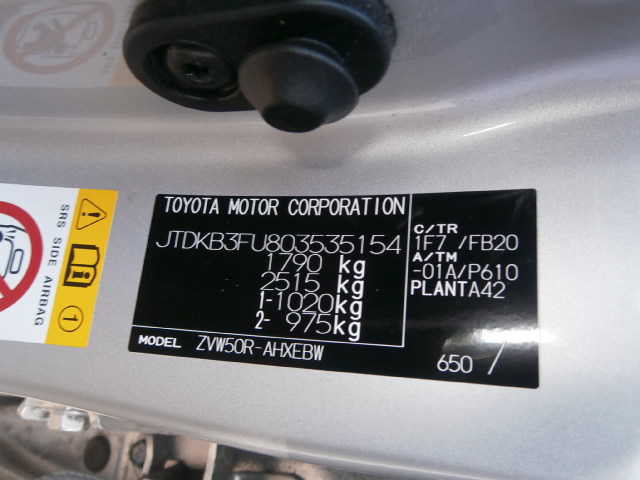 TOYOTA MOTOR CORPORATION
JTDKB3FU803535154
1790 kg
2515 kg
1-1020kg
2- 975kg
MODEL ZVW50R-AHXEBW
C/TR
1F7 /FB20
A/TM
-01A/P610
PLANTA42
650 /
SRS SIDE AIRBAG
1